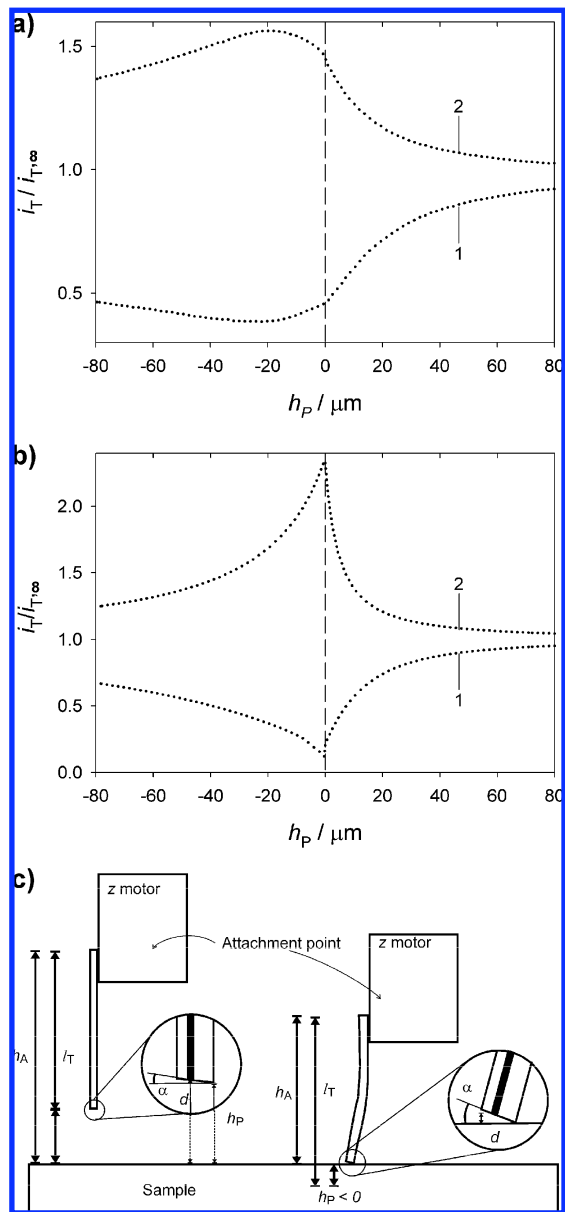 a)
1.5
1.0
0.5
i_T / i_T,∞
2
1
-80 -60 -40 -20 0 20 40 60 80
h_P / μm
b)
2.0
1.5
1.0
0.5
0.0
i_T/i_T,∞
2
1
-80 -60 -40 -20 0 20 40 60 80
h_P / μm
c)
z motor
Attachment point
z motor
h_A
l_T
α
d
h_P
h_A
l_T
α
d
Sample
h_P < 0